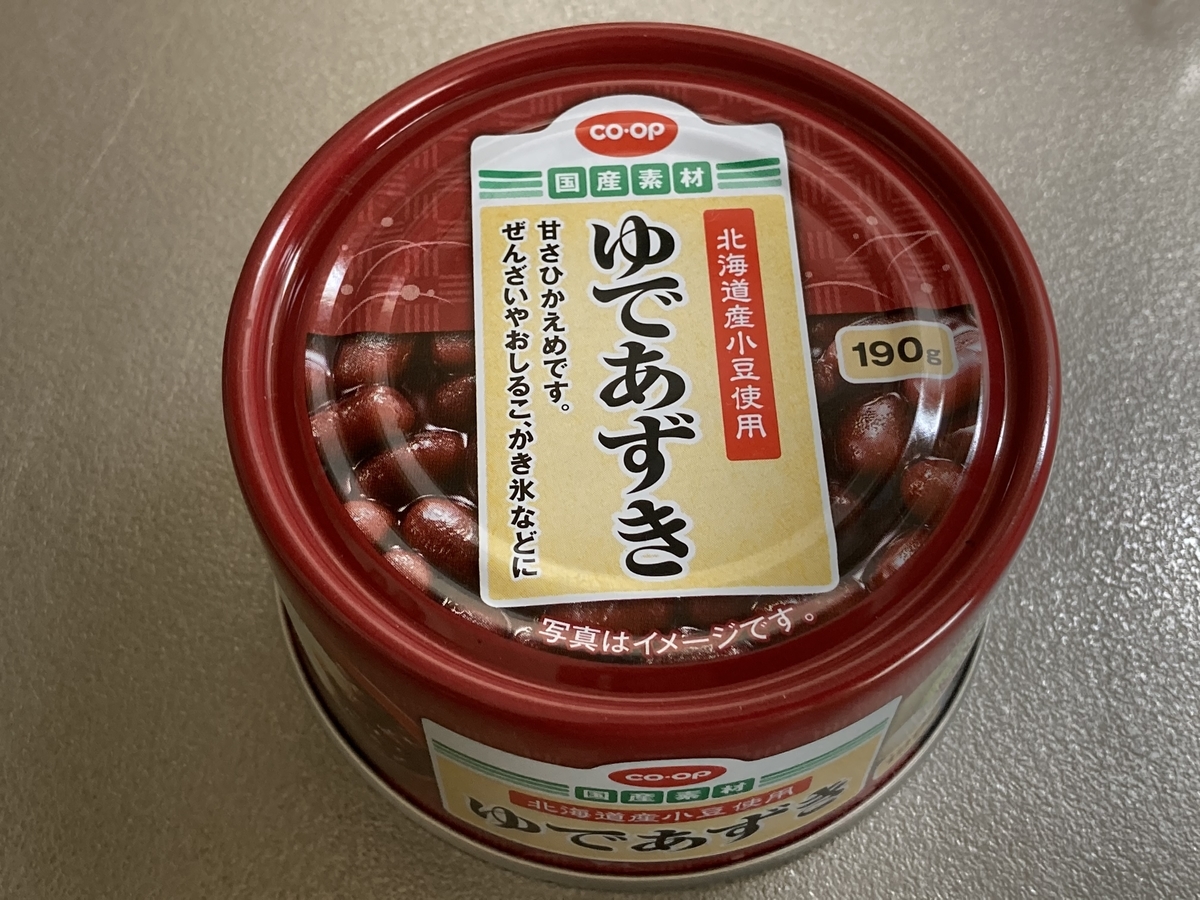 CO・OP
国産素材
北海道産小豆使用
ゆであずき
甘さひかえめです。
ぜんざいやおしるこ、かき氷などに
190g
写真はイメージです。
CO・OP
国産素材
北海道産小豆使用
ゆであずき